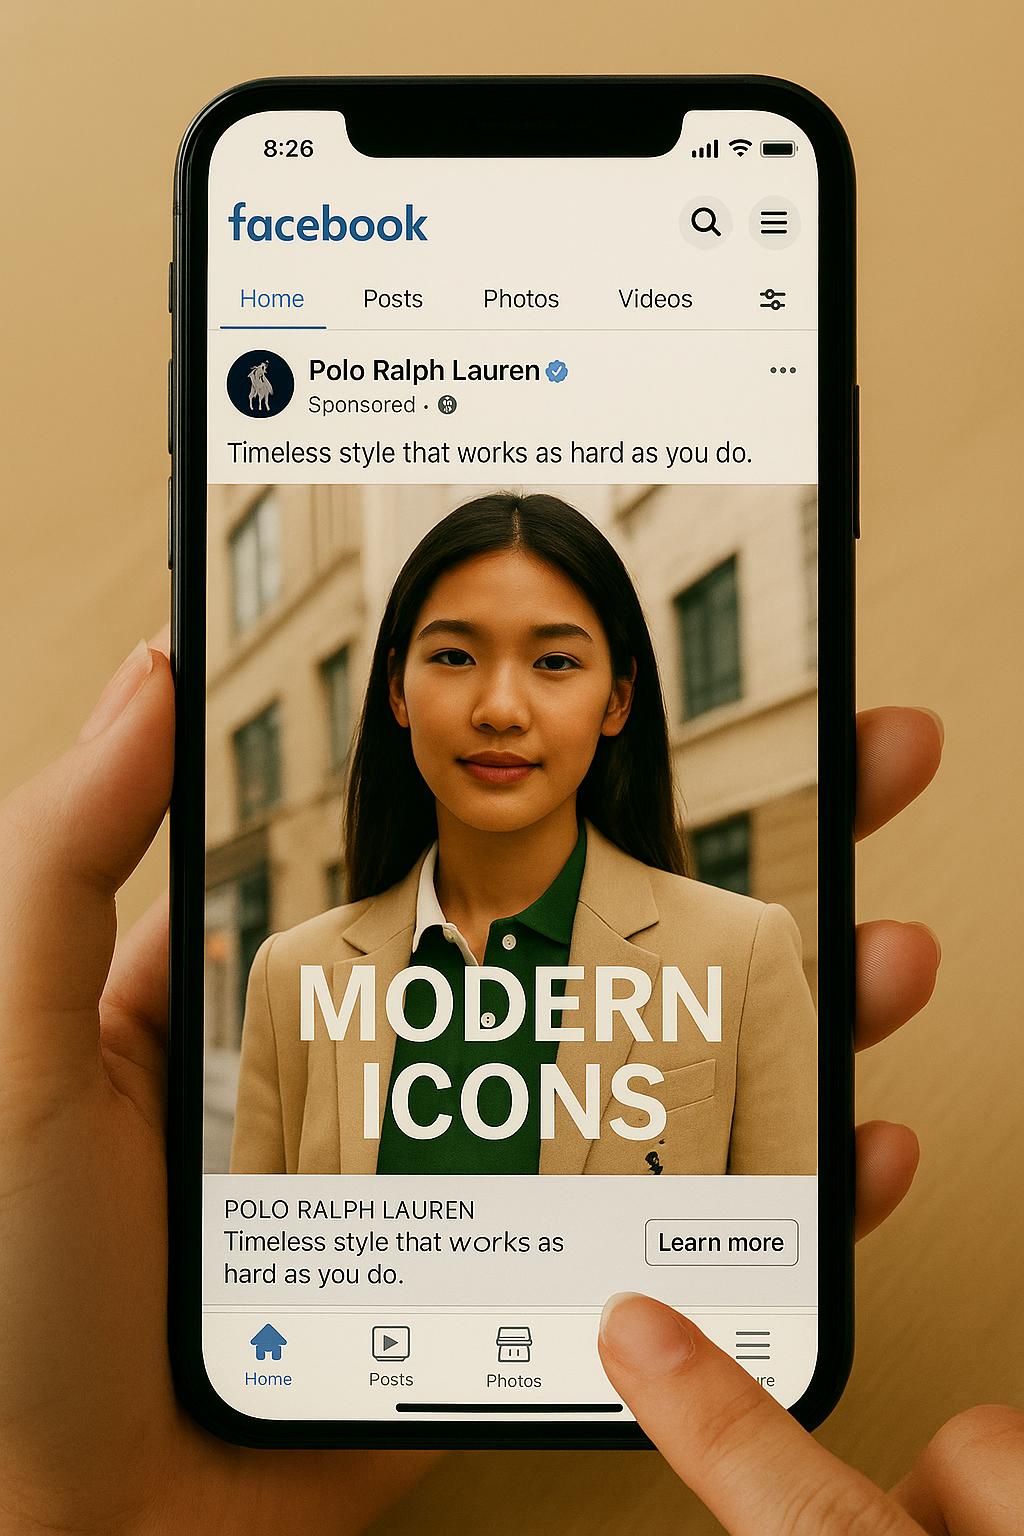 8:26
facebook
Home Posts Photos Videos
Polo Ralph Lauren
Sponsored ·
Timeless style that works as hard as you do.
MODERN
ICONS
POLO RALPH LAUREN
Timeless style that works as
hard as you do.
Learn more
Home Posts Photos